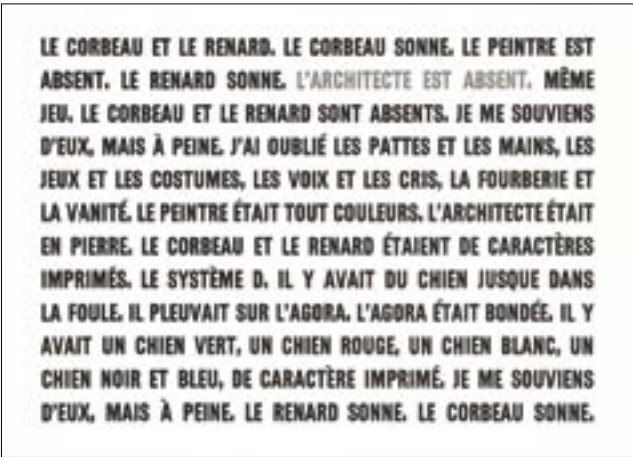 LE CORBEAU ET LE RENARD. LE CORBEAU SONNE. LE PEINTRE EST
ABSENT. LE RENARD SONNE. L'ARCHITECTE EST ABSENT. MÊME
JEU. LE CORBEAU ET LE RENARD SONT ABSENTS. JE ME SOUVIENS
D'EUX, MAIS À PEINE. J'AI OUBLIÉ LES PATTES ET LES MAINS, LES
JEUX ET LES COSTUMES, LES VOIX ET LES CRIS, LA FOURBERIE ET
LA VANITÉ. LE PEINTRE ÉTAIT TOUT COULEURS. L'ARCHITECTE ÉTAIT
EN PIERRE. LE CORBEAU ET LE RENARD ÉTAIENT DE CARACTÈRES
IMPRIMÉS. LE SYSTÈME D. IL Y AVAIT DU CHIEN JUSQUE DANS
LA FOULE. IL PLEUVAIT SUR L'AGORA. L'AGORA ÉTAIT BONDÉE. IL Y
AVAIT UN CHIEN VERT, UN CHIEN ROUGE, UN CHIEN BLANC, UN
CHIEN NOIR ET BLEU, DE CARACTÈRE IMPRIMÉ. JE ME SOUVIENS
D'EUX, MAIS À PEINE. LE RENARD SONNE. LE CORBEAU SONNE.